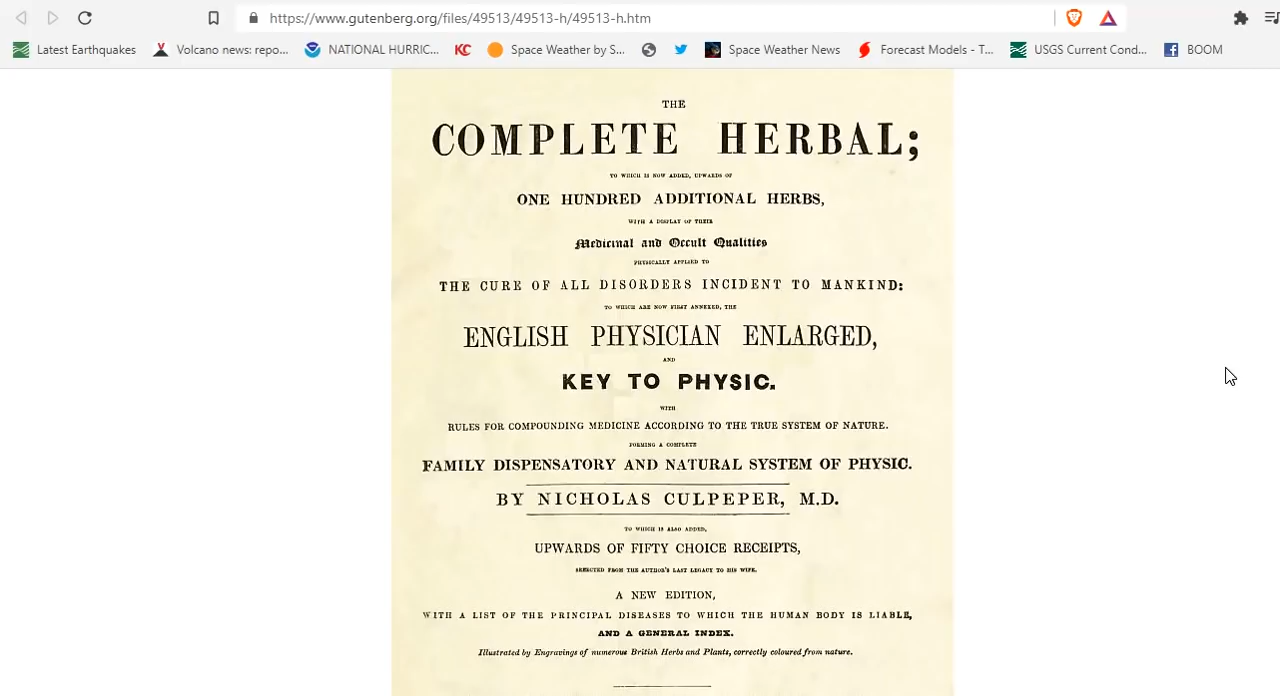 https://www.gutenberg.org/files/49513/49513-h/49513-h.htm
Latest Earthquakes Volcano news: repo... NATIONAL HURRIC... KC Space Weather by S... Space Weather News Forecast Models - T... USGS Current Cond... BOOM
THE
COMPLETE HERBAL;
TO WHICH IS NOW ADDED, UPWARDS OF
ONE HUNDRED ADDITIONAL HERBS,
WITH A DISPLAY OF THEIR
Medicinal and Occult Qualities
PHYSICALLY APPLIED TO
THE CURE OF ALL DISORDERS INCIDENT TO MANKIND:
TO WHICH ARE NOW FIRST ANNEXED, THE
ENGLISH PHYSICIAN ENLARGED,
AND
KEY TO PHYSIC.
WITH
RULES FOR COMPOUNDING MEDICINE ACCORDING TO THE TRUE SYSTEM OF NATURE.
FORMING A COMPLETE
FAMILY DISPENSATORY AND NATURAL SYSTEM OF PHYSIC.
BY NICHOLAS CULPEPER, M.D.
TO WHICH IS ALSO ADDED,
UPWARDS OF FIFTY CHOICE RECEIPTS,
SELECTED FROM THE AUTHOR'S LAST LEGACY TO HIS WIFE.
A NEW EDITION,
WITH A LIST OF THE PRINCIPAL DISEASES TO WHICH THE HUMAN BODY IS LIABLE,
AND A GENERAL INDEX.
Illustrated by Engravings of numerous British Herbs and Plants, correctly coloured from nature.